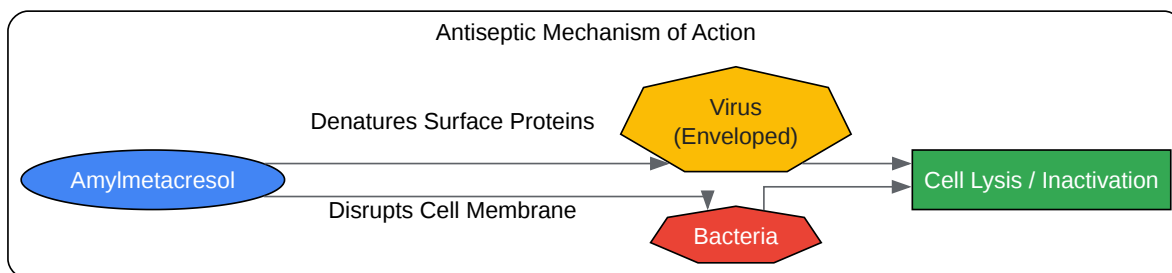 Antiseptic Mechanism of Action
Denatures Surface Proteins
Virus
(Enveloped)
Amylmetacresol
Cell Lysis / Inactivation
Disrupts Cell Membrane
Bacteria